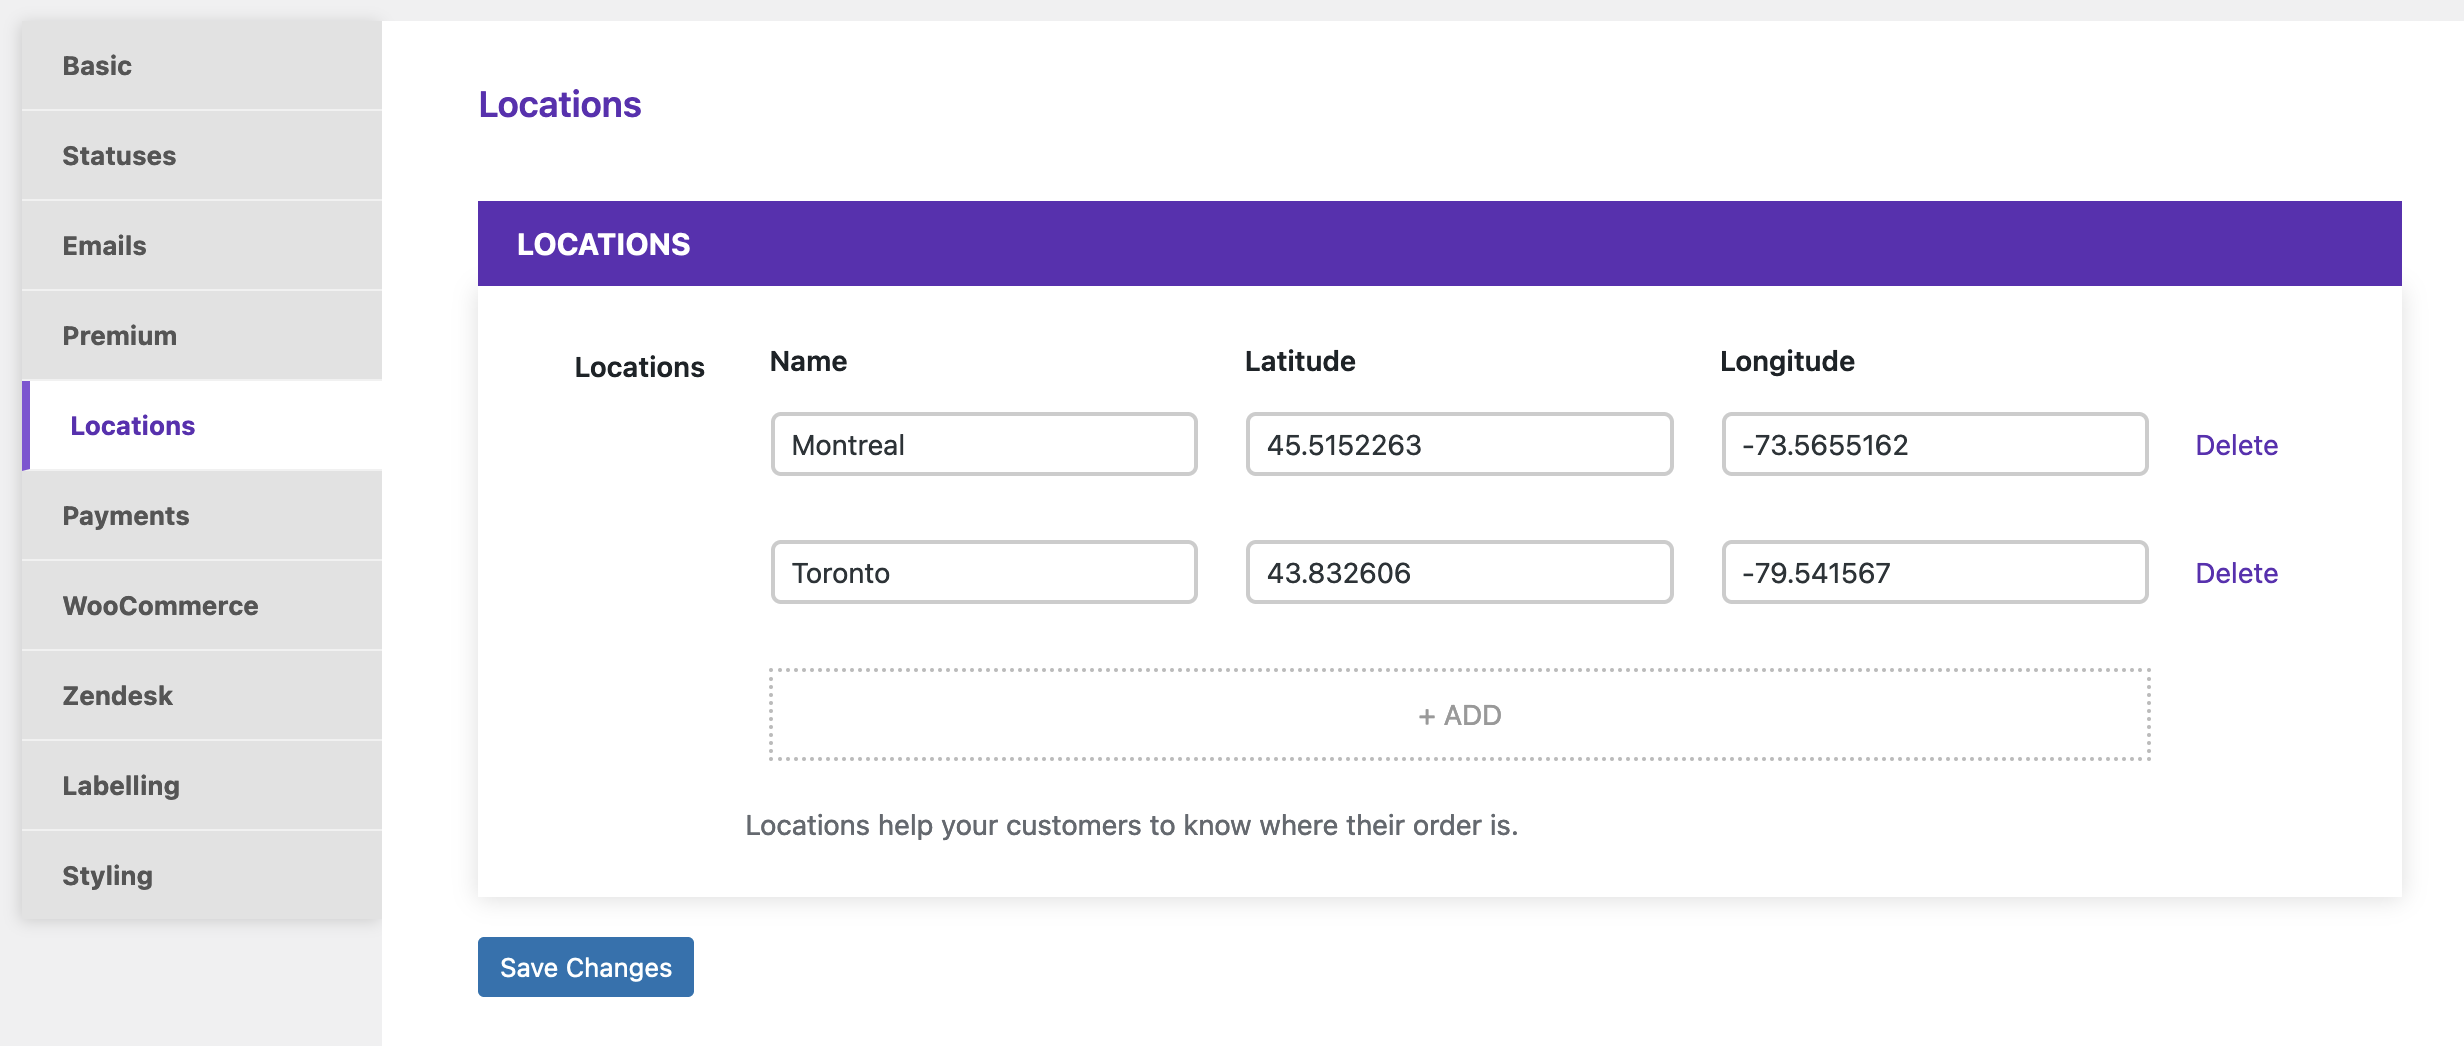 Basic
Statuses
Emails
Premium
Locations
Payments
WooCommerce
Zendesk
Labelling
Styling
Locations
LOCATIONS
Locations Name Latitude Longitude
Montreal 45.5152263 -73.5655162 Delete
Toronto 43.832606 -79.541567 Delete
+ ADD
Locations help your customers to know where their order is.
Save Changes